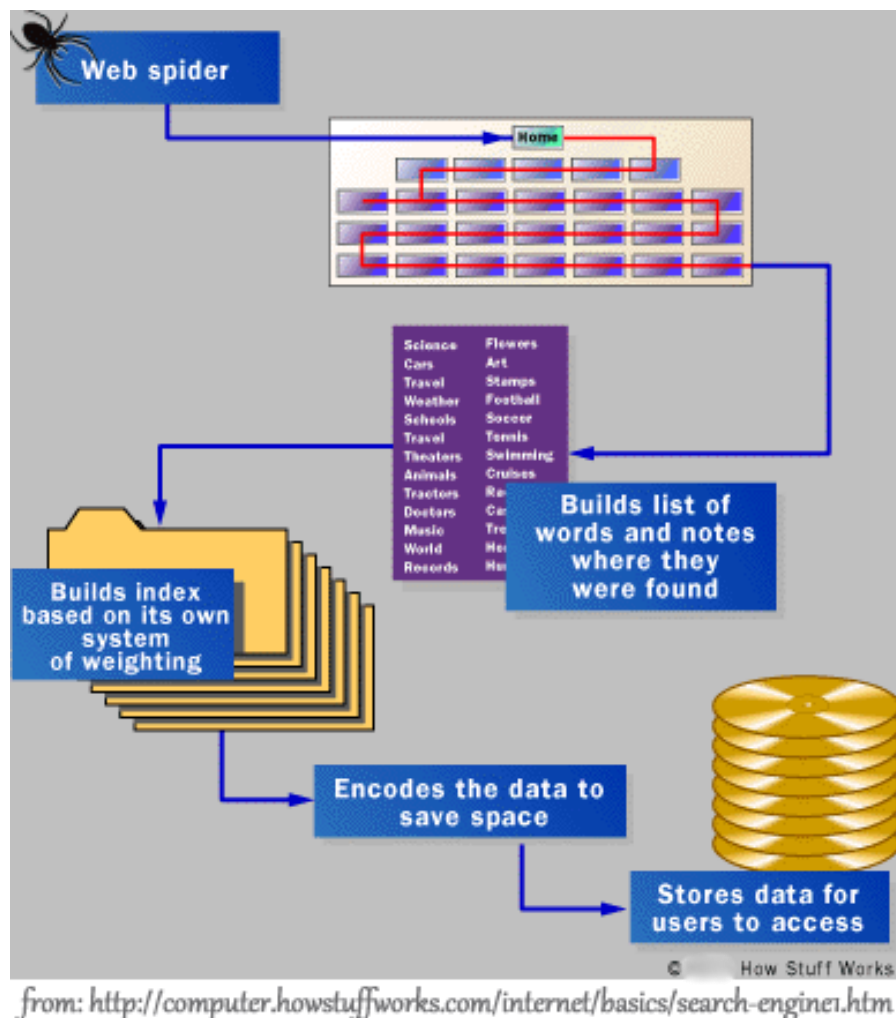 Web spider
Home
Science Flowers
Cars Art
Travel Stamps
Weather Football
Schools Soccer
Travel Tennis
Theaters Swimming
Animals Cruises
Tractors
Doctors
Music
World
Records
Builds list of
words and notes
where they
were found
Builds index
based on its own
system
of weighting
Encodes the data to
save space
Stores data for
users to access
© How Stuff Works
from: http://computer.howstuffworks.com/internet/basics/search-engine1.htm